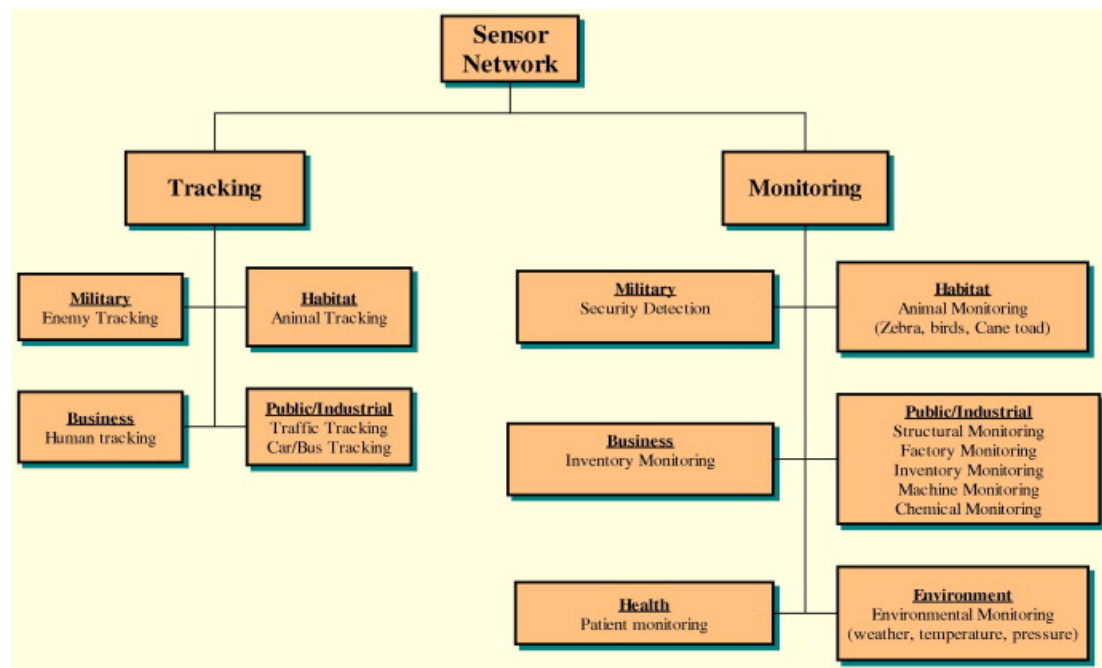 Sensor
Network
Tracking
Monitoring
Military
Enemy Tracking
Habitat
Animal Tracking
Business
Human tracking
Public/Industrial
Traffic Tracking
Car/Bus Tracking
Military
Security Detection
Habitat
Animal Monitoring
(Zebra, birds, Cane toad)
Business
Inventory Monitoring
Public/Industrial
Structural Monitoring
Factory Monitoring
Inventory Monitoring
Machine Monitoring
Chemical Monitoring
Health
Patient monitoring
Environment
Environmental Monitoring
(weather, temperature, pressure)